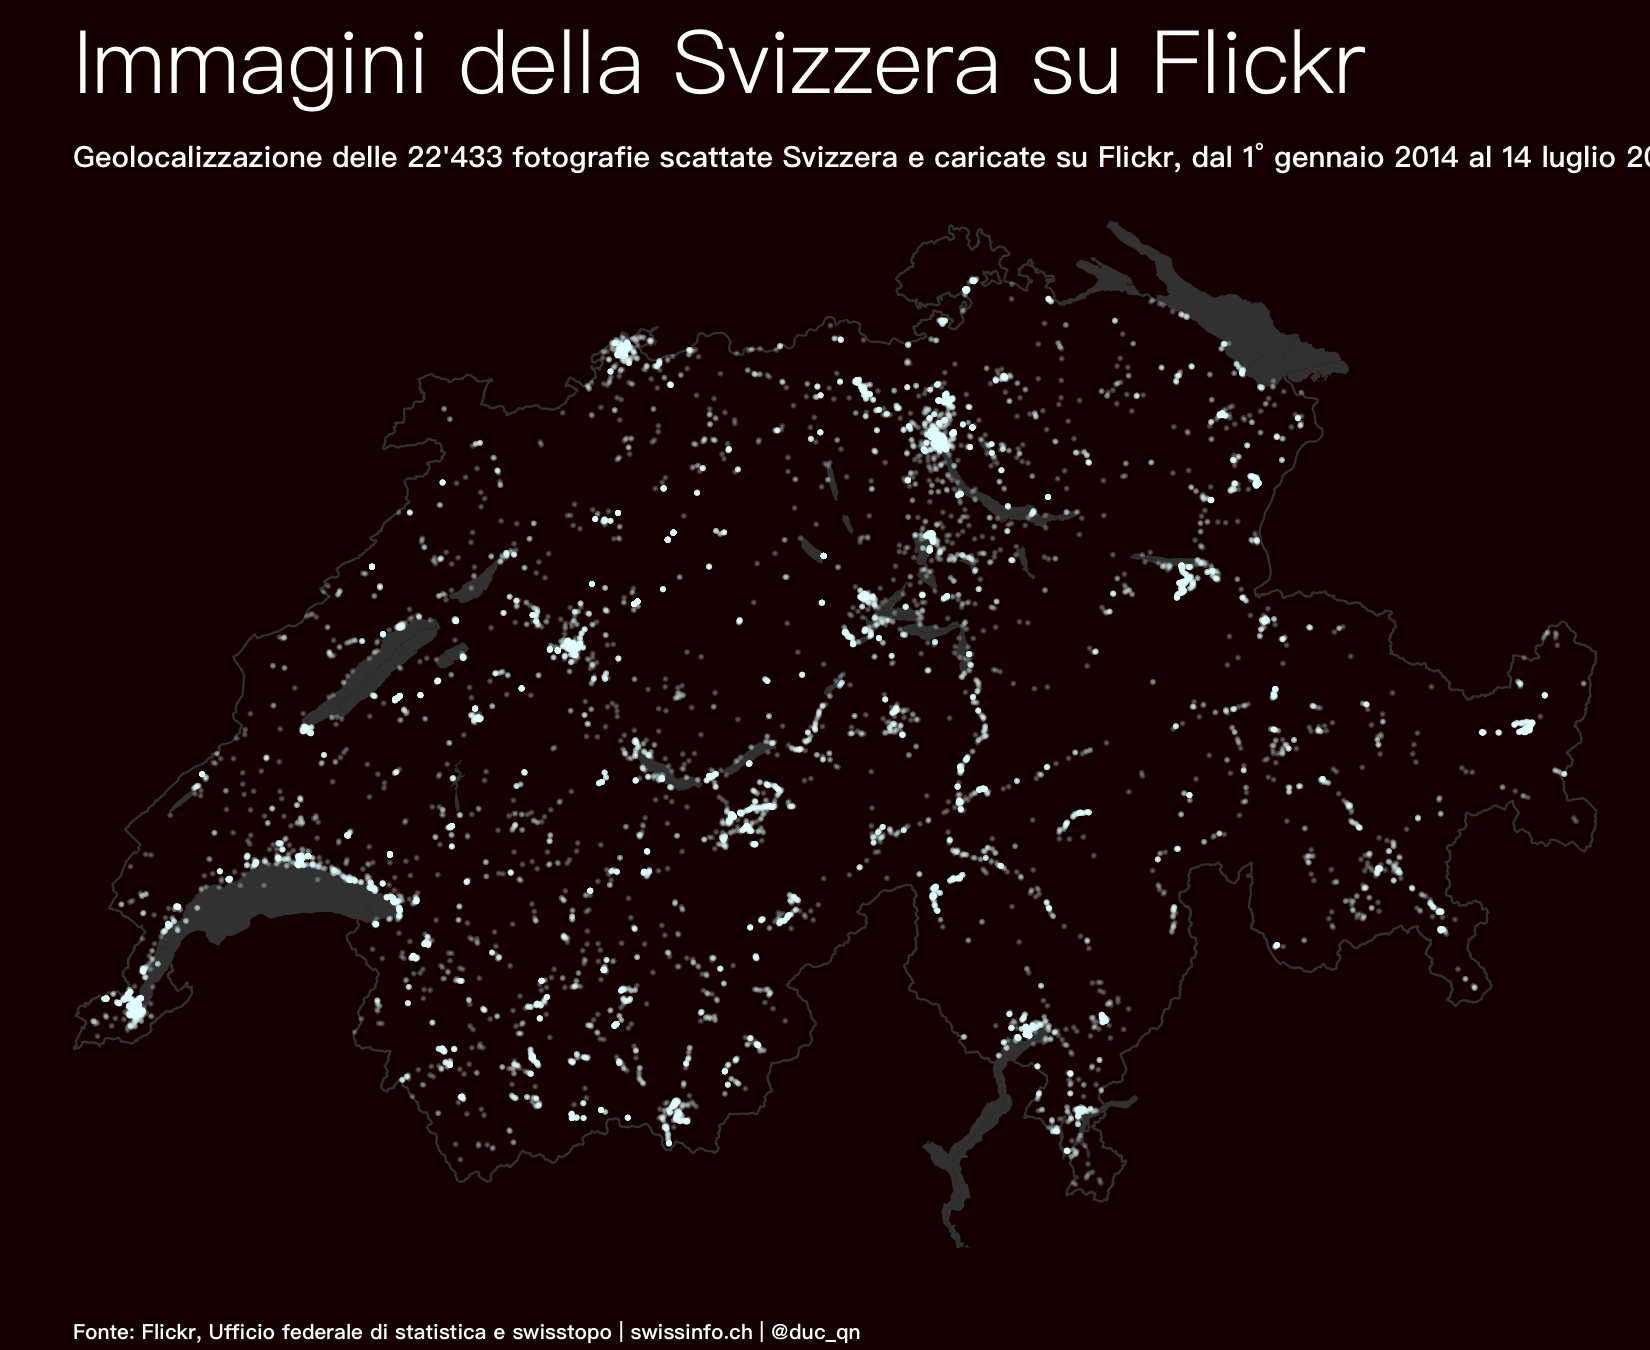 Immagini della Svizzera su Flickr
Geolocalizzazione delle 22'433 fotografie scattate Svizzera e caricate su Flickr, dal 1° gennaio 2014 al 14 luglio
Fonte: Flickr, Ufficio federale di statistica e swisstopo | swissinfo.ch | @duc_qn